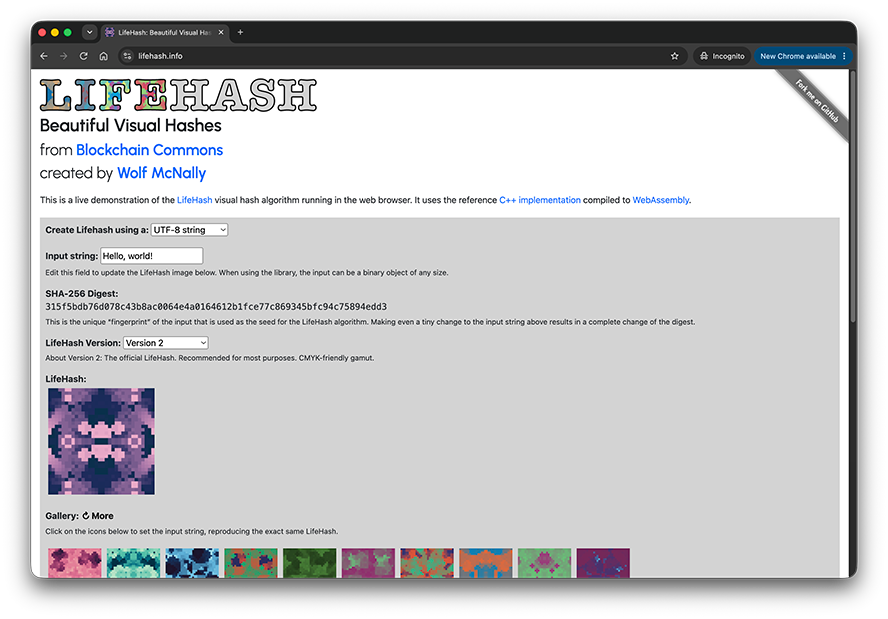 LifeHash: Beautiful Visual Has
lifehash.info
Incognito
New Chrome available
LIFEHASH
Fork me on GitHub
Beautiful Visual Hashes
from Blockchain Commons
created by Wolf McNally
This is a live demonstration of the LifeHash visual hash algorithm running in the web browser. It uses the reference C++ implementation compiled to WebAssembly.
Create Lifehash using a: UTF-8 string
Input string: Hello, world!
Edit this field to update the LifeHash image below. When using the library, the input can be a binary object of any size.
SHA-256 Digest:
315f5bdb76d078c43b8ac0064e4a0164612b1fce77c869345bfc94c75894edd3
This is the unique "fingerprint" of the input that is used as the seed for the LifeHash algorithm. Making even a tiny change to the input string above results in a complete change of the digest.
LifeHash Version: Version 2
About Version 2: The official LifeHash. Recommended for most purposes. CMYK-friendly gamut.
LifeHash:
Gallery: ↻ More
Click on the icons below to set the input string, reproducing the exact same LifeHash.